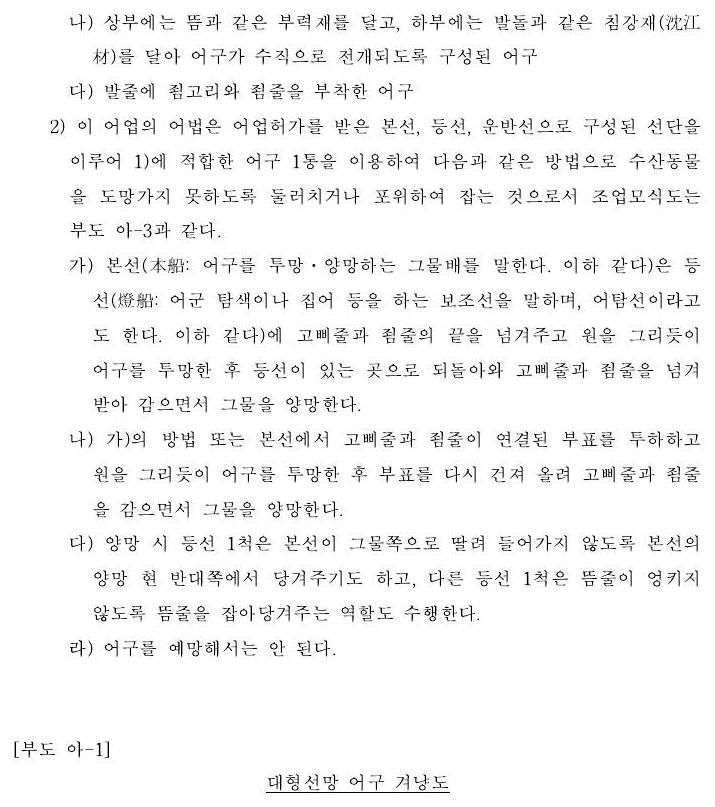 나) 상부에는 뜸과 같은 부력재를 달고, 하부에는 발돌과 같은 침강재(沈江
材)를 달아 어구가 수직으로 전개되도록 구성된 어구
다) 발줄에 죔고리와 죔줄을 부착한 어구
2) 이 어업의 어법은 어업허가를 받은 본선, 등선, 운반선으로 구성된 선단을
이루어 1)에 적합한 어구 1통을 이용하여 다음과 같은 방법으로 수산동물
을 도망가지 못하도록 둘러치거나 포위하여 잡는 것으로서 조업모식도는
부도 아-3과 같다.
가) 본선(本船: 어구를 투망·양망하는 그물배를 말한다. 이하 같다)은 등
선(燈船: 어군 탐색이나 집어 등을 하는 보조선을 말하며, 어탐선이라고
도 한다. 이하 같다)에 고삐줄과 죔줄의 끝을 넘겨주고 원을 그리듯이
어구를 투망한 후 등선이 있는 곳으로 되돌아와 고삐줄과 죔줄을 넘겨
받아 감으면서 그물을 양망한다.
나) 가)의 방법 또는 본선에서 고삐줄과 죔줄이 연결된 부표를 투하하고
원을 그리듯이 어구를 투망한 후 부표를 다시 건져 올려 고삐줄과 죔줄
을 감으면서 그물을 양망한다.
다) 양망 시 등선 1척은 본선이 그물쪽으로 딸려 들어가지 않도록 본선의
양망 현 반대쪽에서 당겨주기도 하고, 다른 등선 1척은 뜸줄이 엉키지
않도록 뜸줄을 잡아당겨주는 역할도 수행한다.
라) 어구를 예망해서는 안 된다.
[부도 아-1]
대형선망 어구 겨냥도